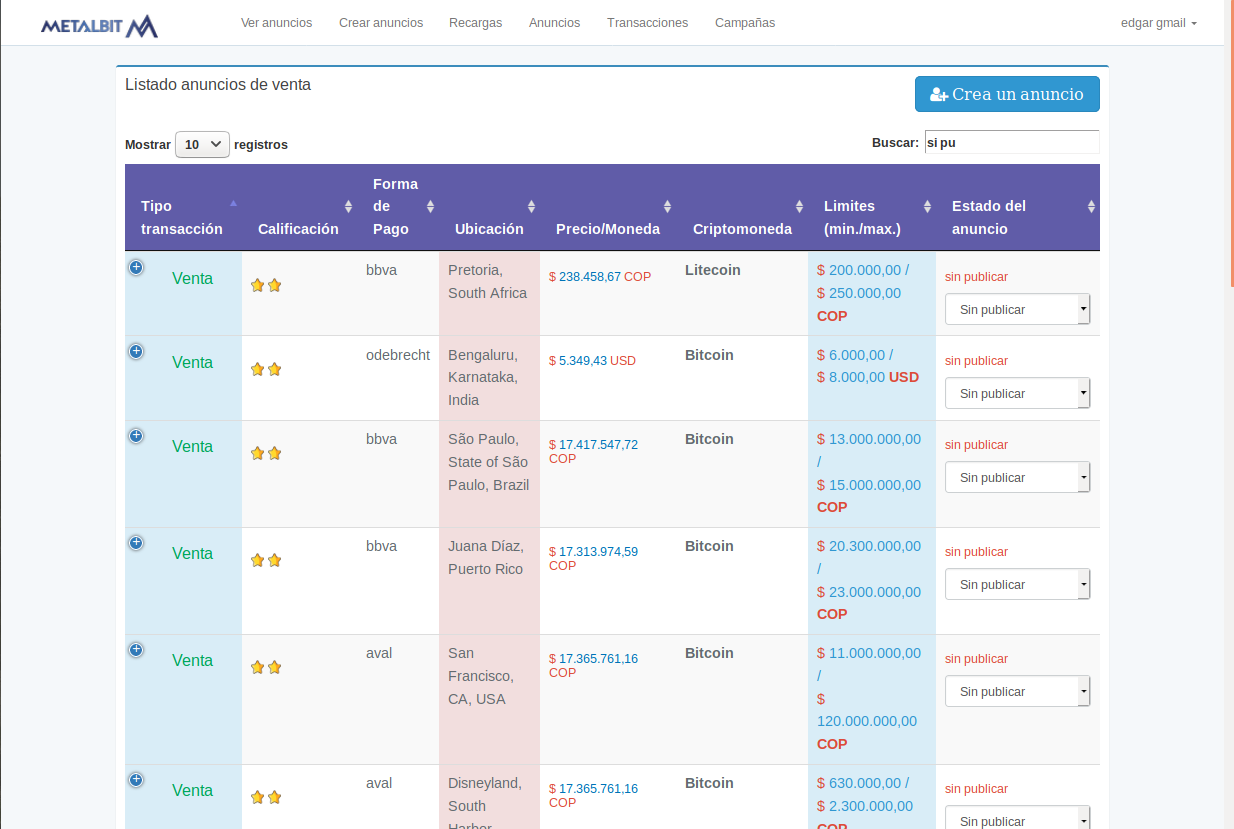 METALBIT
Ver anuncios Crear anuncios Recargas Anuncios Transacciones Campañas edgar gmail
Listado anuncios de venta
Crea un anuncio
Mostrar 10 registros Buscar: si pu
Tipo transacción Calificación Forma de Pago Ubicación Precio/Moneda Criptomoneda Limites (min./max.) Estado del anuncio
Venta bbva Pretoria, South Africa $ 238.458,67 COP Litecoin $ 200.000,00 / $ 250.000,00 COP sin publicar Sin publicar
Venta odebrecht Bengaluru, Karnataka, India $ 5.349,43 USD Bitcoin $ 6.000,00 / $ 8.000,00 USD sin publicar Sin publicar
Venta bbva São Paulo, State of São Paulo, Brazil $ 17.417.547,72 COP Bitcoin $ 13.000.000,00 / $ 15.000.000,00 COP sin publicar Sin publicar
Venta bbva Juana Díaz, Puerto Rico $ 17.313.974,59 COP Bitcoin $ 20.300.000,00 / $ 23.000.000,00 COP sin publicar Sin publicar
Venta aval San Francisco, CA, USA $ 17.365.761,16 COP Bitcoin $ 11.000.000,00 / $ 120.000.000,00 COP sin publicar Sin publicar
Venta aval Disneyland, South Harbor $ 17.365.761,16 COP Bitcoin $ 630.000,00 / $ 2.300.000,00 COP sin publicar Sin publicar